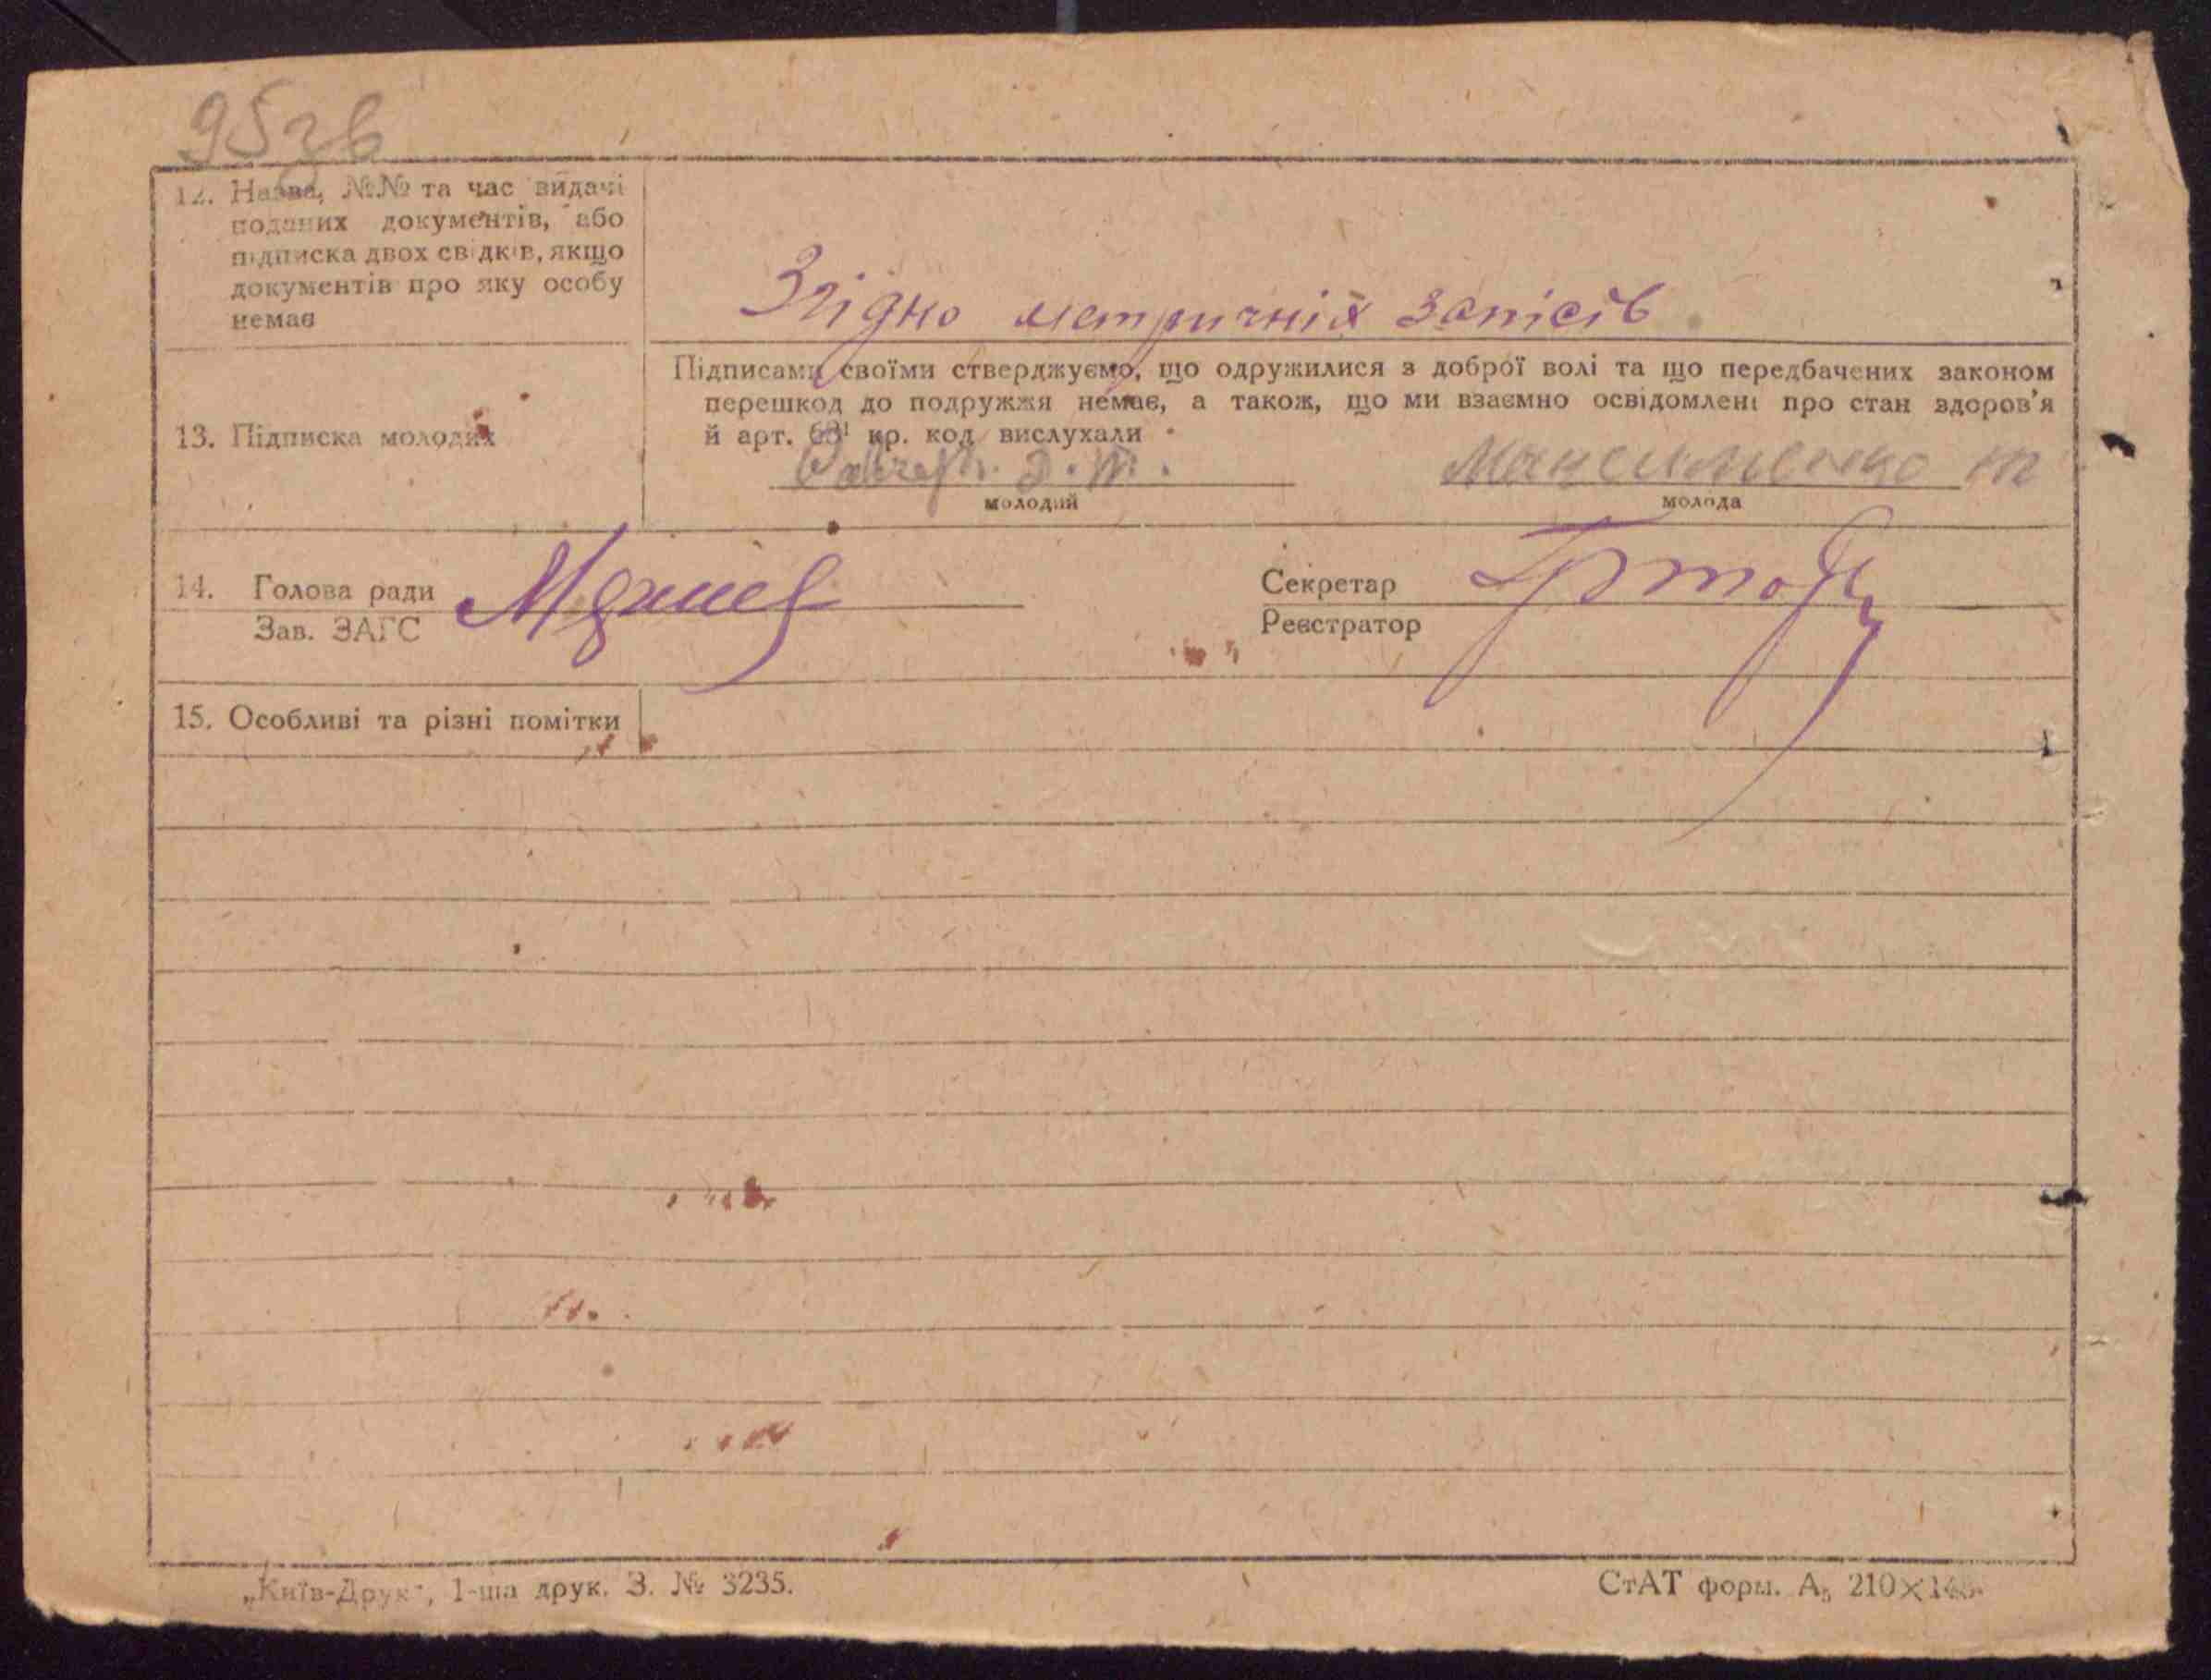 95зв
12. Назва, №№ та час видачі
поданих документів, або
підписка двох свідків, якщо
документів про яку особу
немає
Згідно метричнія записів
13. Підписка молодих
Підписами своїми стверджуємо, що одружилися з доброї волі та що передбачених законом
перешкод до подружжя немає, а також, що ми взаємно освідомлені про стан здоров’я
й арт. 63¹ кр. код вислухали
Максименко т
молодий
молода
14. Голова ради
Зав. ЗАГС
Секретар
Реєстратор
15. Особливі та різні помітки
„Київ-Друк“, 1-ша друк. З. № 3235.
СтАТ форм. А₅ 210×148.